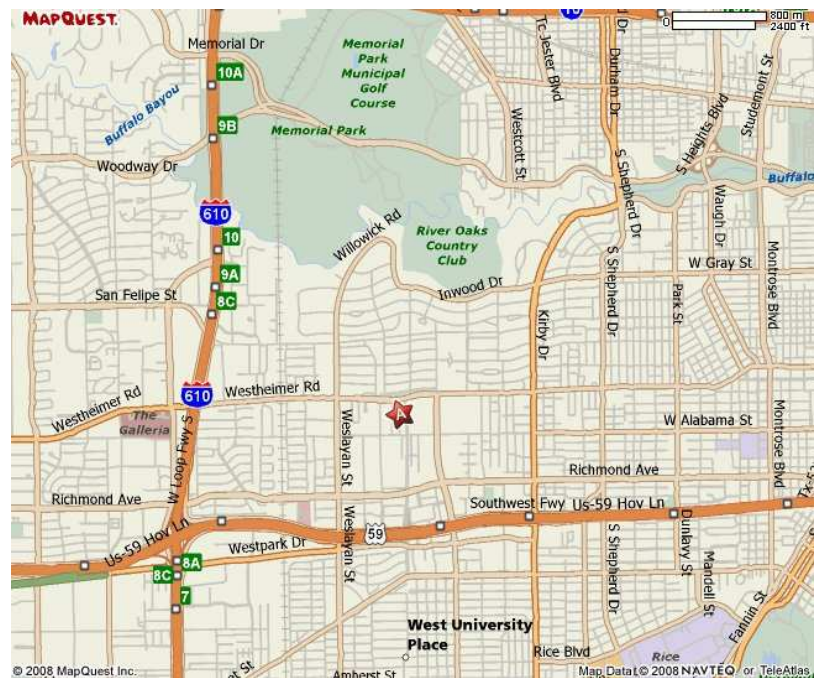 MAPQUEST.
10
0 800 m
2400 ft
Memorial Dr
10A
Memorial
Park
Municipal
Golf
Course
Tc Jester Blvd
Durham Dr
Dr
Studemont St
Buffalo Bayou
9B
Memorial Park
Westcott St
S Heights Blvd
Woodway Dr
S Shepherd Dr
Buffalo
Waugh Dr
610
Willowick Rd
River Oaks
Country
Club
10
S Shepherd Dr
W Gray St
Montrose Blvd
9A
San Felipe St
8C
Inwood Dr
Kirby Dr
Park St
610
Westheimer Rd
Westheimer Rd
A
The
Galleria
W Loop Fwy S
Weslayan St
W Alabama St
Montrose Blvd
Richmond Ave
Richmond Ave
Southwest Fwy
Us-59 Hov Ln
Us-59 Hov Ln
59
Weslayan St
Westpark Dr
S Shepherd Dr
Dunlavy St
Mandell St
8A
8C
7
Fannin St
West University
Place
Rice Blvd
Rice
Amherst St
© 2008 MapQuest Inc.
Map Data © 2008 NAVTEQ or TeleAtlas